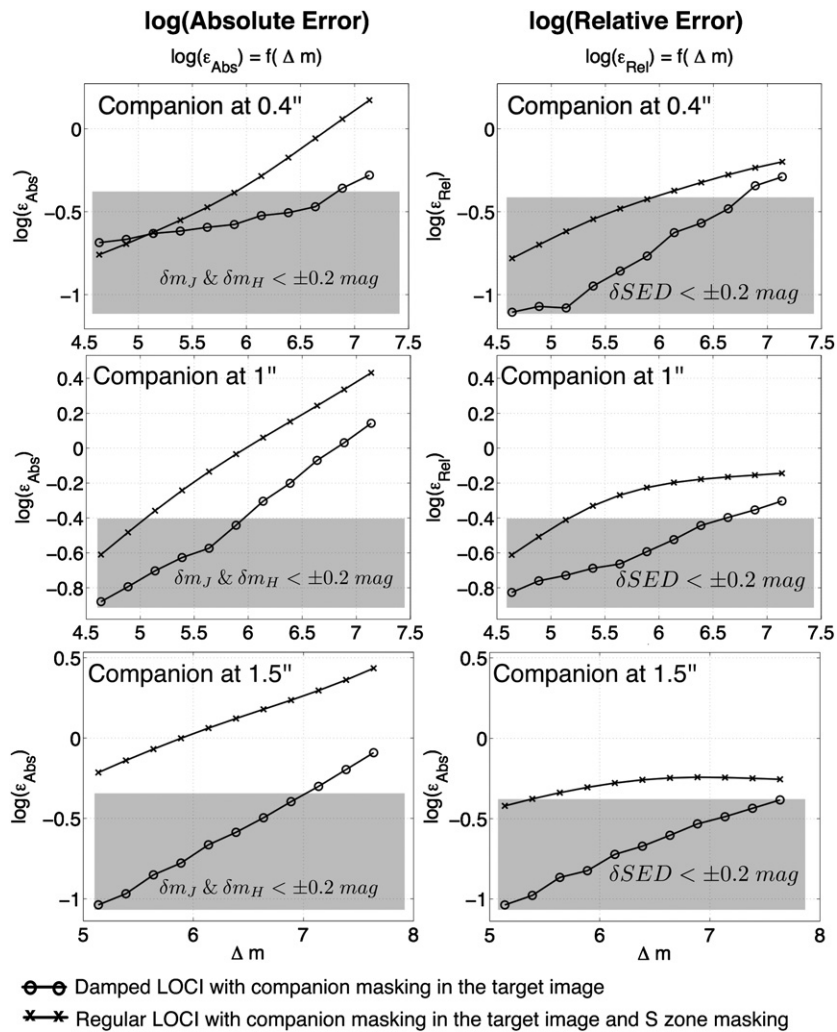 log(Absolute Error) log(Relative Error)
log(ε_Abs) = f( Δ m) log(ε_Rel) = f( Δ m)
Companion at 0.4" Companion at 0.4"
0 0
log(ε_Abs) log(ε_Rel)
−0.5 −0.5
δm_J & δm_H < ±0.2 mag δSED < ±0.2 mag
−1 −1
4.5 5 5.5 6 6.5 7 7.5 4.5 5 5.5 6 6.5 7 7.5
Companion at 1" Companion at 1"
0.4 0.4
0.2 0.2
0 0
log(ε_Abs) log(ε_Rel)
−0.2 −0.2
−0.4 −0.4
−0.6 −0.6
δm_J & δm_H < ±0.2 mag δSED < ±0.2 mag
−0.8 −0.8
4.5 5 5.5 6 6.5 7 7.5 4.5 5 5.5 6 6.5 7 7.5
0.5 0.5
Companion at 1.5" Companion at 1.5"
0 0
log(ε_Abs) log(ε_Abs)
−0.5 −0.5
δm_J & δm_H < ±0.2 mag δSED < ±0.2 mag
−1 −1
5 6 7 8 5 6 7 8
Δ m Δ m
Damped LOCI with companion masking in the target image
Regular LOCI with companion masking in the target image and S zone masking